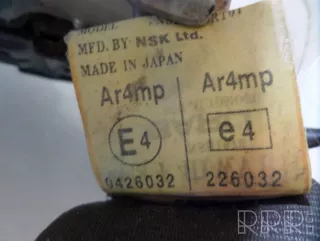 MODEL
MFD. BY NSK Ltd.
MADE IN JAPAN
Ar4mp Ar4mp
E4 e4
0426032 226032
RRR